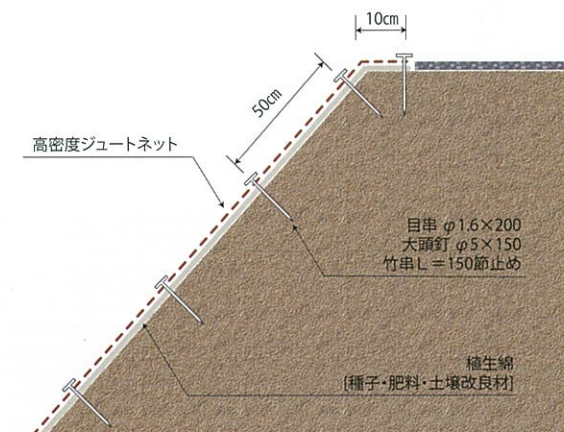 10cm
50cm
高密度ジュートネット
目串 φ1.6×200
大頭釘 φ5×150
竹串L=150節止め
植生綿
[種子・肥料・土壌改良材]